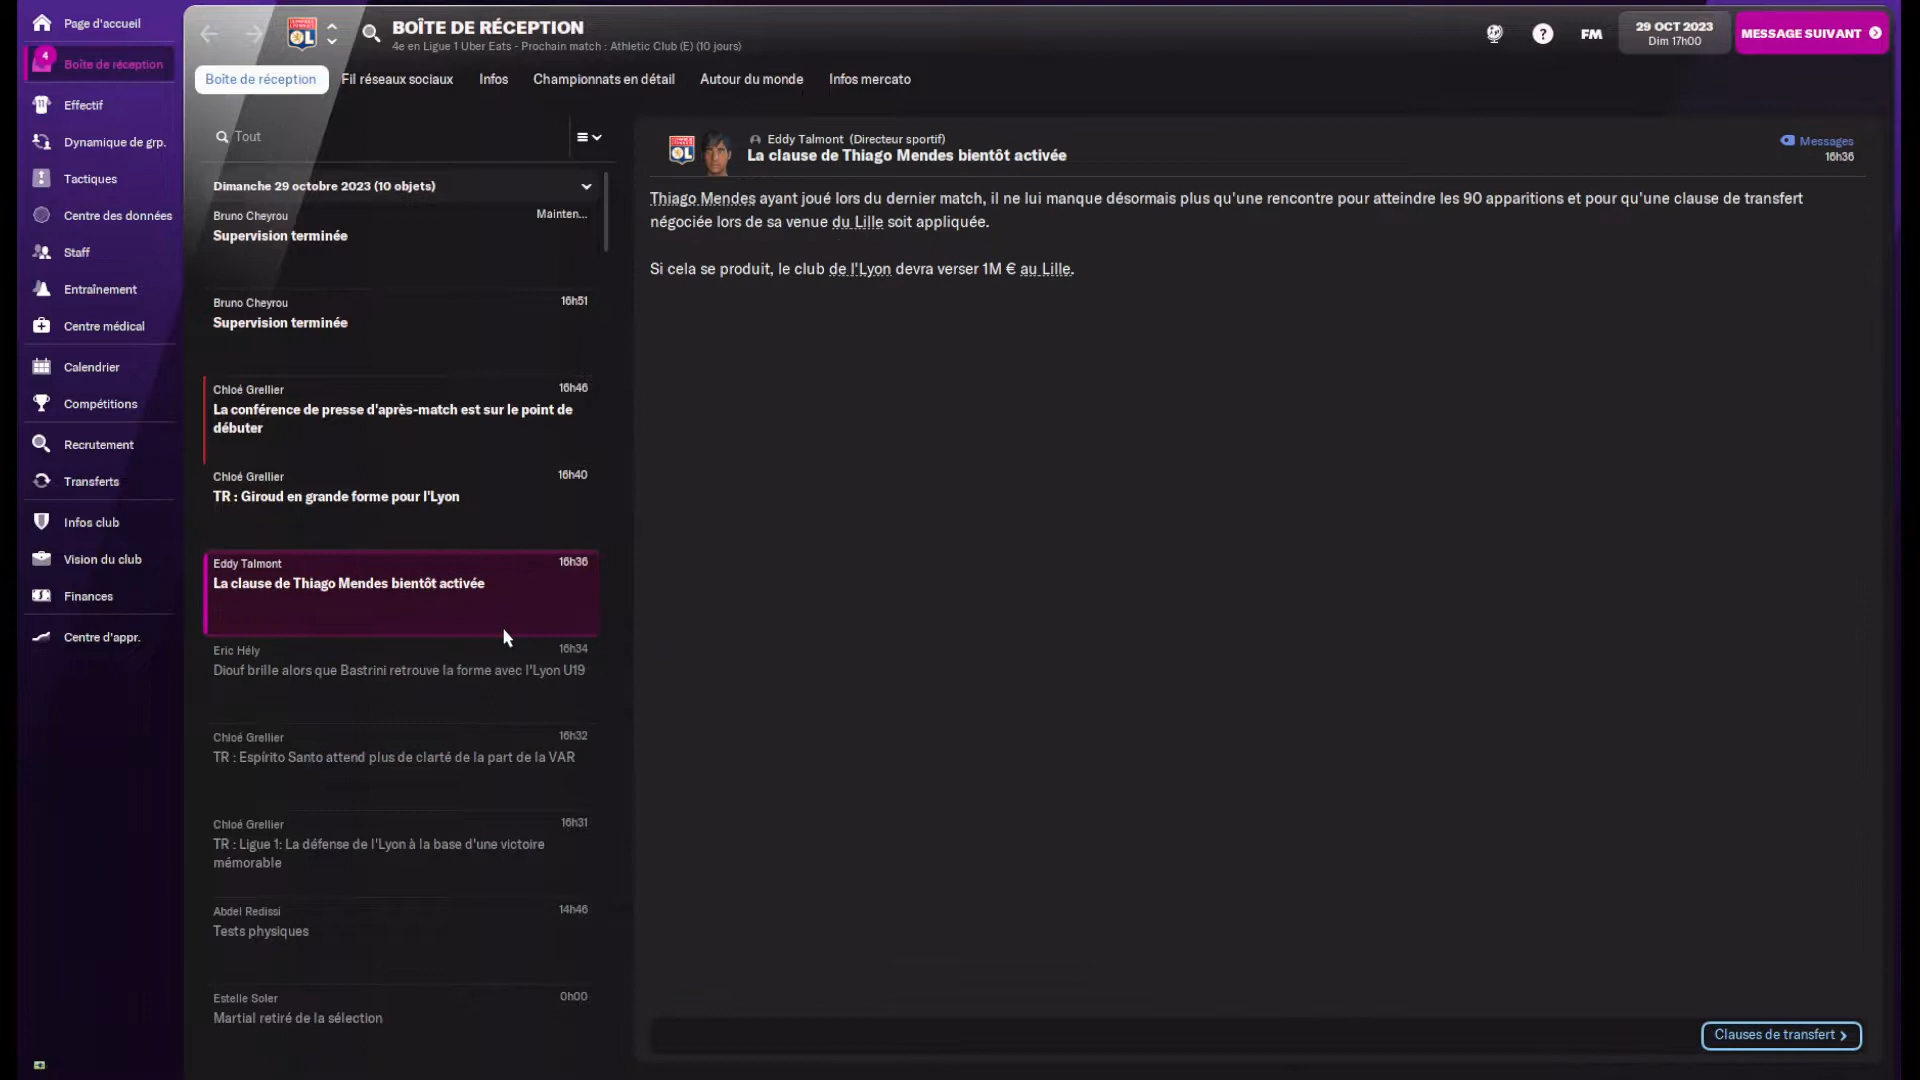 Page d'accueil
4
Boîte de réception
Effectif
Dynamique de grp.
Tactiques
Centre des données
Staff
Entraînement
Centre médical
Calendrier
Compétitions
Recrutement
Transferts
Infos club
Vision du club
Finances
Centre d'appr.
OL
BOÎTE DE RÉCEPTION
4e en Ligue 1 Uber Eats - Prochain match : Athletic Club (E) (10 jours)
?
FM
29 OCT 2023
Dim 17h00
MESSAGE SUIVANT
Boîte de réception
Fil réseaux sociaux
Infos
Championnats en détail
Autour du monde
Infos mercato
Tout
Dimanche 29 octobre 2023 (10 objets)
Bruno Cheyrou
Mainten...
Supervision terminée
Bruno Cheyrou
16h51
Supervision terminée
Chloé Grellier
16h46
La conférence de presse d'après-match est sur le point de
débuter
Chloé Grellier
16h40
TR : Giroud en grande forme pour l'Lyon
Eddy Talmont
16h36
La clause de Thiago Mendes bientôt activée
Eric Hély
16h34
Diouf brille alors que Bastrini retrouve la forme avec l'Lyon U19
Chloé Grellier
16h32
TR : Espírito Santo attend plus de clarté de la part de la VAR
Chloé Grellier
16h31
TR : Ligue 1: La défense de l'Lyon à la base d'une victoire
mémorable
Abdel Redissi
14h46
Tests physiques
Estelle Soler
0h00
Martial retiré de la sélection
OL
Eddy Talmont (Directeur sportif)
La clause de Thiago Mendes bientôt activée
Messages
16h36
Thiago Mendes ayant joué lors du dernier match, il ne lui manque désormais plus qu'une rencontre pour atteindre les 90 apparitions et pour qu'une clause de transfert
négociée lors de sa venue du Lille soit appliquée.
Si cela se produit, le club de l'Lyon devra verser 1M € au Lille.
Clauses de transfert